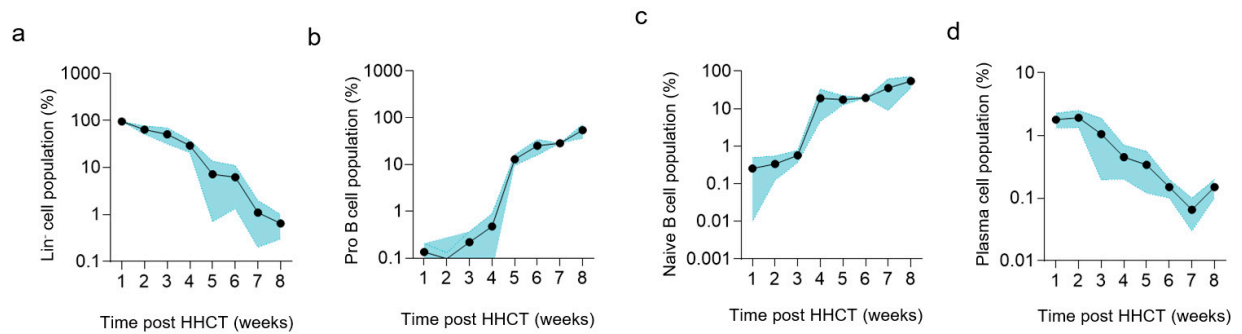 a
Lin- cell population (%)
1000
100
10
1
0.1
1 2 3 4 5 6 7 8
Time post HHCT (weeks)
b
Pro B cell population (%)
1000
100
10
1
0.1
1 2 3 4 5 6 7 8
Time post HHCT (weeks)
c
Naive B cell population (%)
100
10
1
0.1
0.01
0.001
1 2 3 4 5 6 7 8
Time post HHCT (weeks)
d
Plasma cell population (%)
10
1
0.1
0.01
1 2 3 4 5 6 7 8
Time post HHCT (weeks)